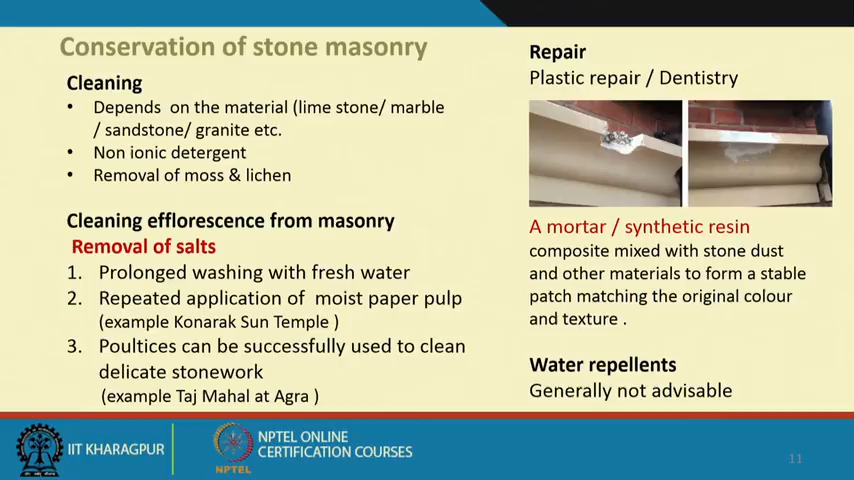 Conservation of stone masonry
Cleaning
• Depends on the material (lime stone/ marble
/ sandstone/ granite etc.
• Non ionic detergent
• Removal of moss & lichen
Cleaning efflorescence from masonry
Removal of salts
1. Prolonged washing with fresh water
2. Repeated application of moist paper pulp
(example Konarak Sun Temple )
3. Poultices can be successfully used to clean
delicate stonework
(example Taj Mahal at Agra )
Repair
Plastic repair / Dentistry
A mortar / synthetic resin
composite mixed with stone dust
and other materials to form a stable
patch matching the original colour
and texture .
Water repellents
Generally not advisable
IIT KHARAGPUR
NPTEL
NPTEL ONLINE
CERTIFICATION COURSES
11